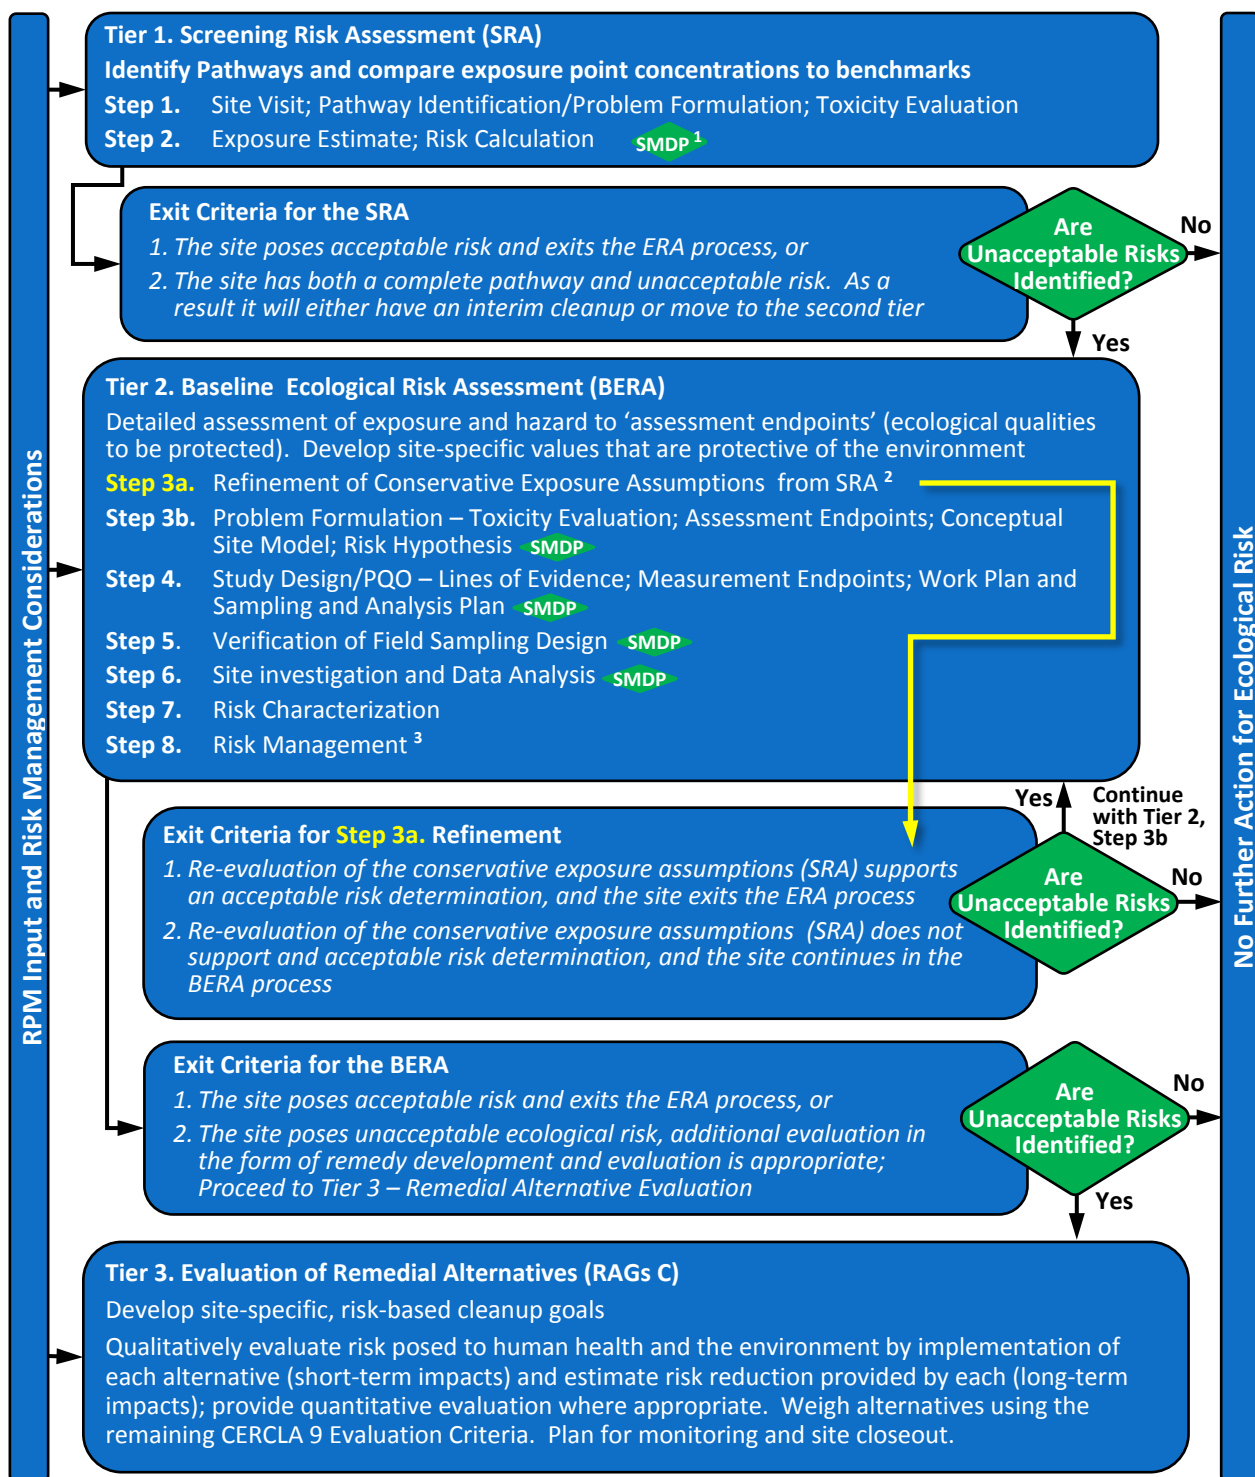 RPM Input and Risk Management Considerations
Tier 1. Screening Risk Assessment (SRA)
Identify Pathways and compare exposure point concentrations to benchmarks
Step 1. Site Visit; Pathway Identification/Problem Formulation; Toxicity Evaluation
Step 2. Exposure Estimate; Risk Calculation SMDP 1
Exit Criteria for the SRA
1. The site poses acceptable risk and exits the ERA process, or
2. The site has both a complete pathway and unacceptable risk. As a
result it will either have an interim cleanup or move to the second tier
Are
Unacceptable Risks
Identified?
No
Yes
Tier 2. Baseline Ecological Risk Assessment (BERA)
Detailed assessment of exposure and hazard to ‘assessment endpoints’ (ecological qualities
to be protected). Develop site-specific values that are protective of the environment
Step 3a. Refinement of Conservative Exposure Assumptions from SRA 2
Step 3b. Problem Formulation – Toxicity Evaluation; Assessment Endpoints; Conceptual
Site Model; Risk Hypothesis SMDP
Step 4. Study Design/PQO – Lines of Evidence; Measurement Endpoints; Work Plan and
Sampling and Analysis Plan SMDP
Step 5. Verification of Field Sampling Design SMDP
Step 6. Site investigation and Data Analysis SMDP
Step 7. Risk Characterization
Step 8. Risk Management 3
Yes
Continue
with Tier 2,
Step 3b
Exit Criteria for Step 3a. Refinement
1. Re-evaluation of the conservative exposure assumptions (SRA) supports
an acceptable risk determination, and the site exits the ERA process
2. Re-evaluation of the conservative exposure assumptions (SRA) does not
support and acceptable risk determination, and the site continues in the
BERA process
Are
Unacceptable Risks
Identified?
No
Exit Criteria for the BERA
1. The site poses acceptable risk and exits the ERA process, or
2. The site poses unacceptable ecological risk, additional evaluation in
the form of remedy development and evaluation is appropriate;
Proceed to Tier 3 – Remedial Alternative Evaluation
Are
Unacceptable Risks
Identified?
No
Yes
Tier 3. Evaluation of Remedial Alternatives (RAGs C)
Develop site-specific, risk-based cleanup goals
Qualitatively evaluate risk posed to human health and the environment by implementation of
each alternative (short-term impacts) and estimate risk reduction provided by each (long-term
impacts); provide quantitative evaluation where appropriate. Weigh alternatives using the
remaining CERCLA 9 Evaluation Criteria. Plan for monitoring and site closeout.
No Further Action for Ecological Risk